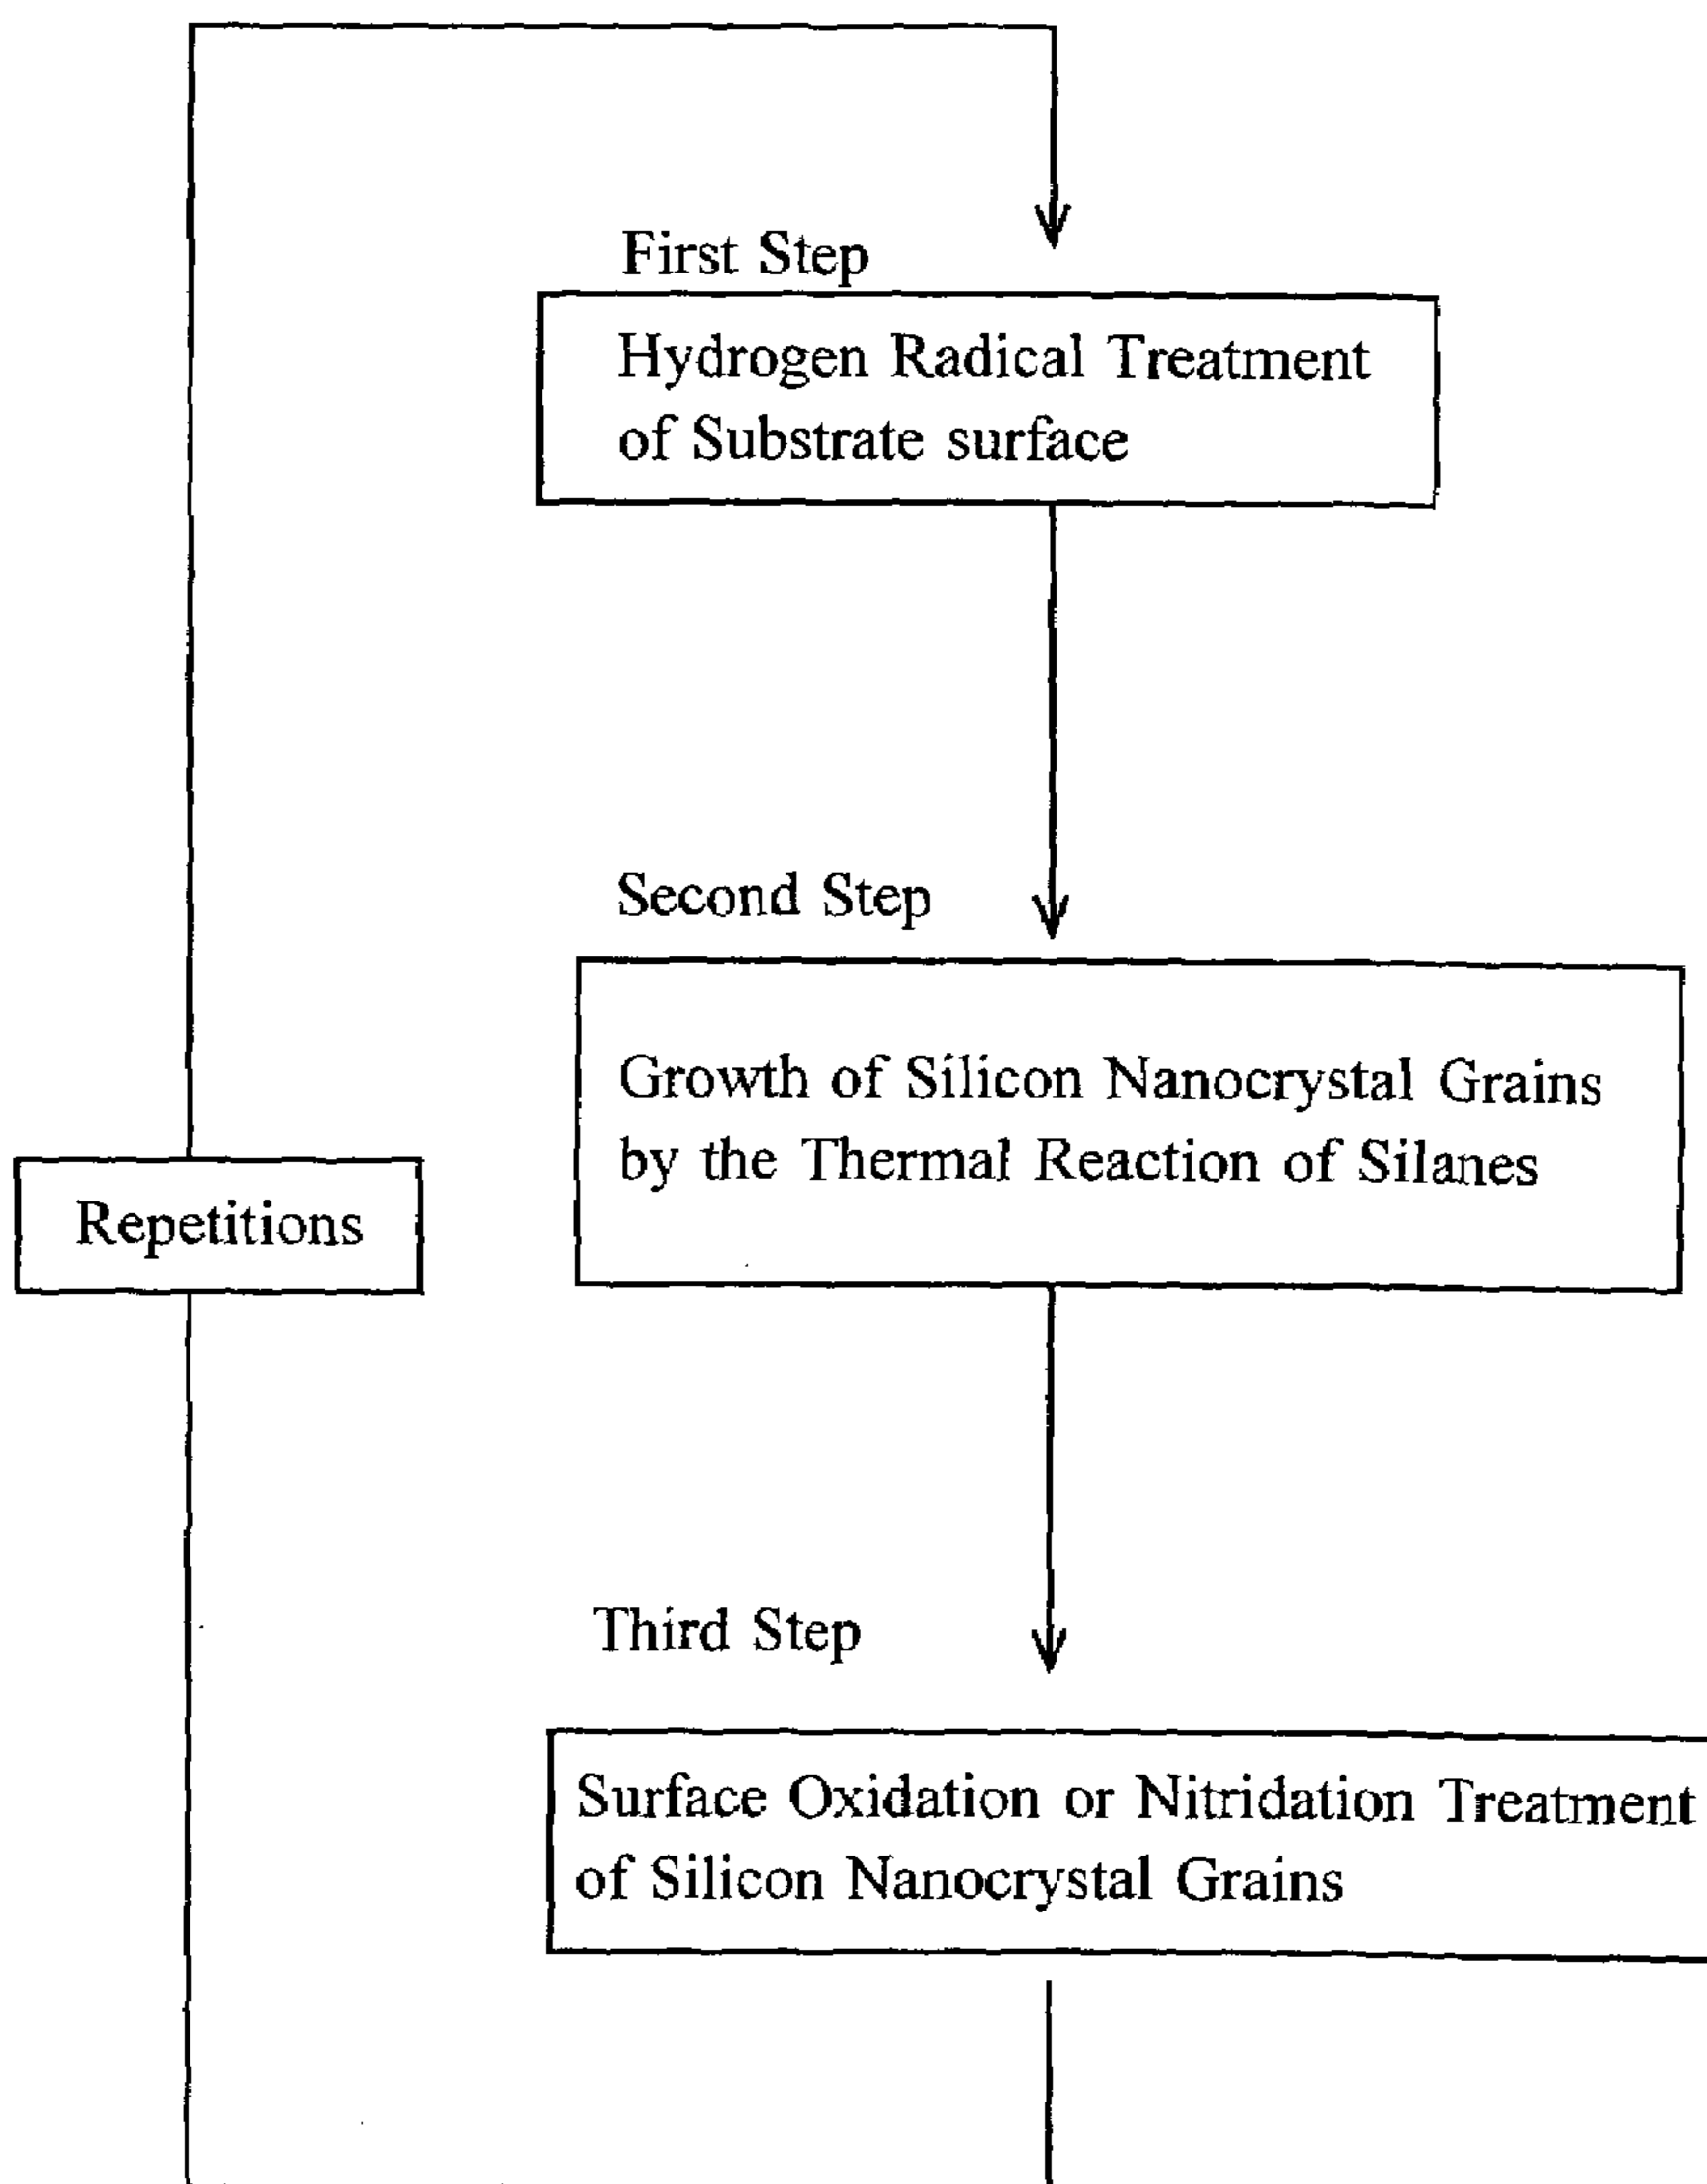 First Step
Hydrogen Radical Treatment
of Substrate surface
Second Step
Growth of Silicon Nanocrystal Grains
by the Thermal Reaction of Silanes
Repetitions
Third Step
Surface Oxidation or Nitridation Treatment
of Silicon Nanocrystal Grains